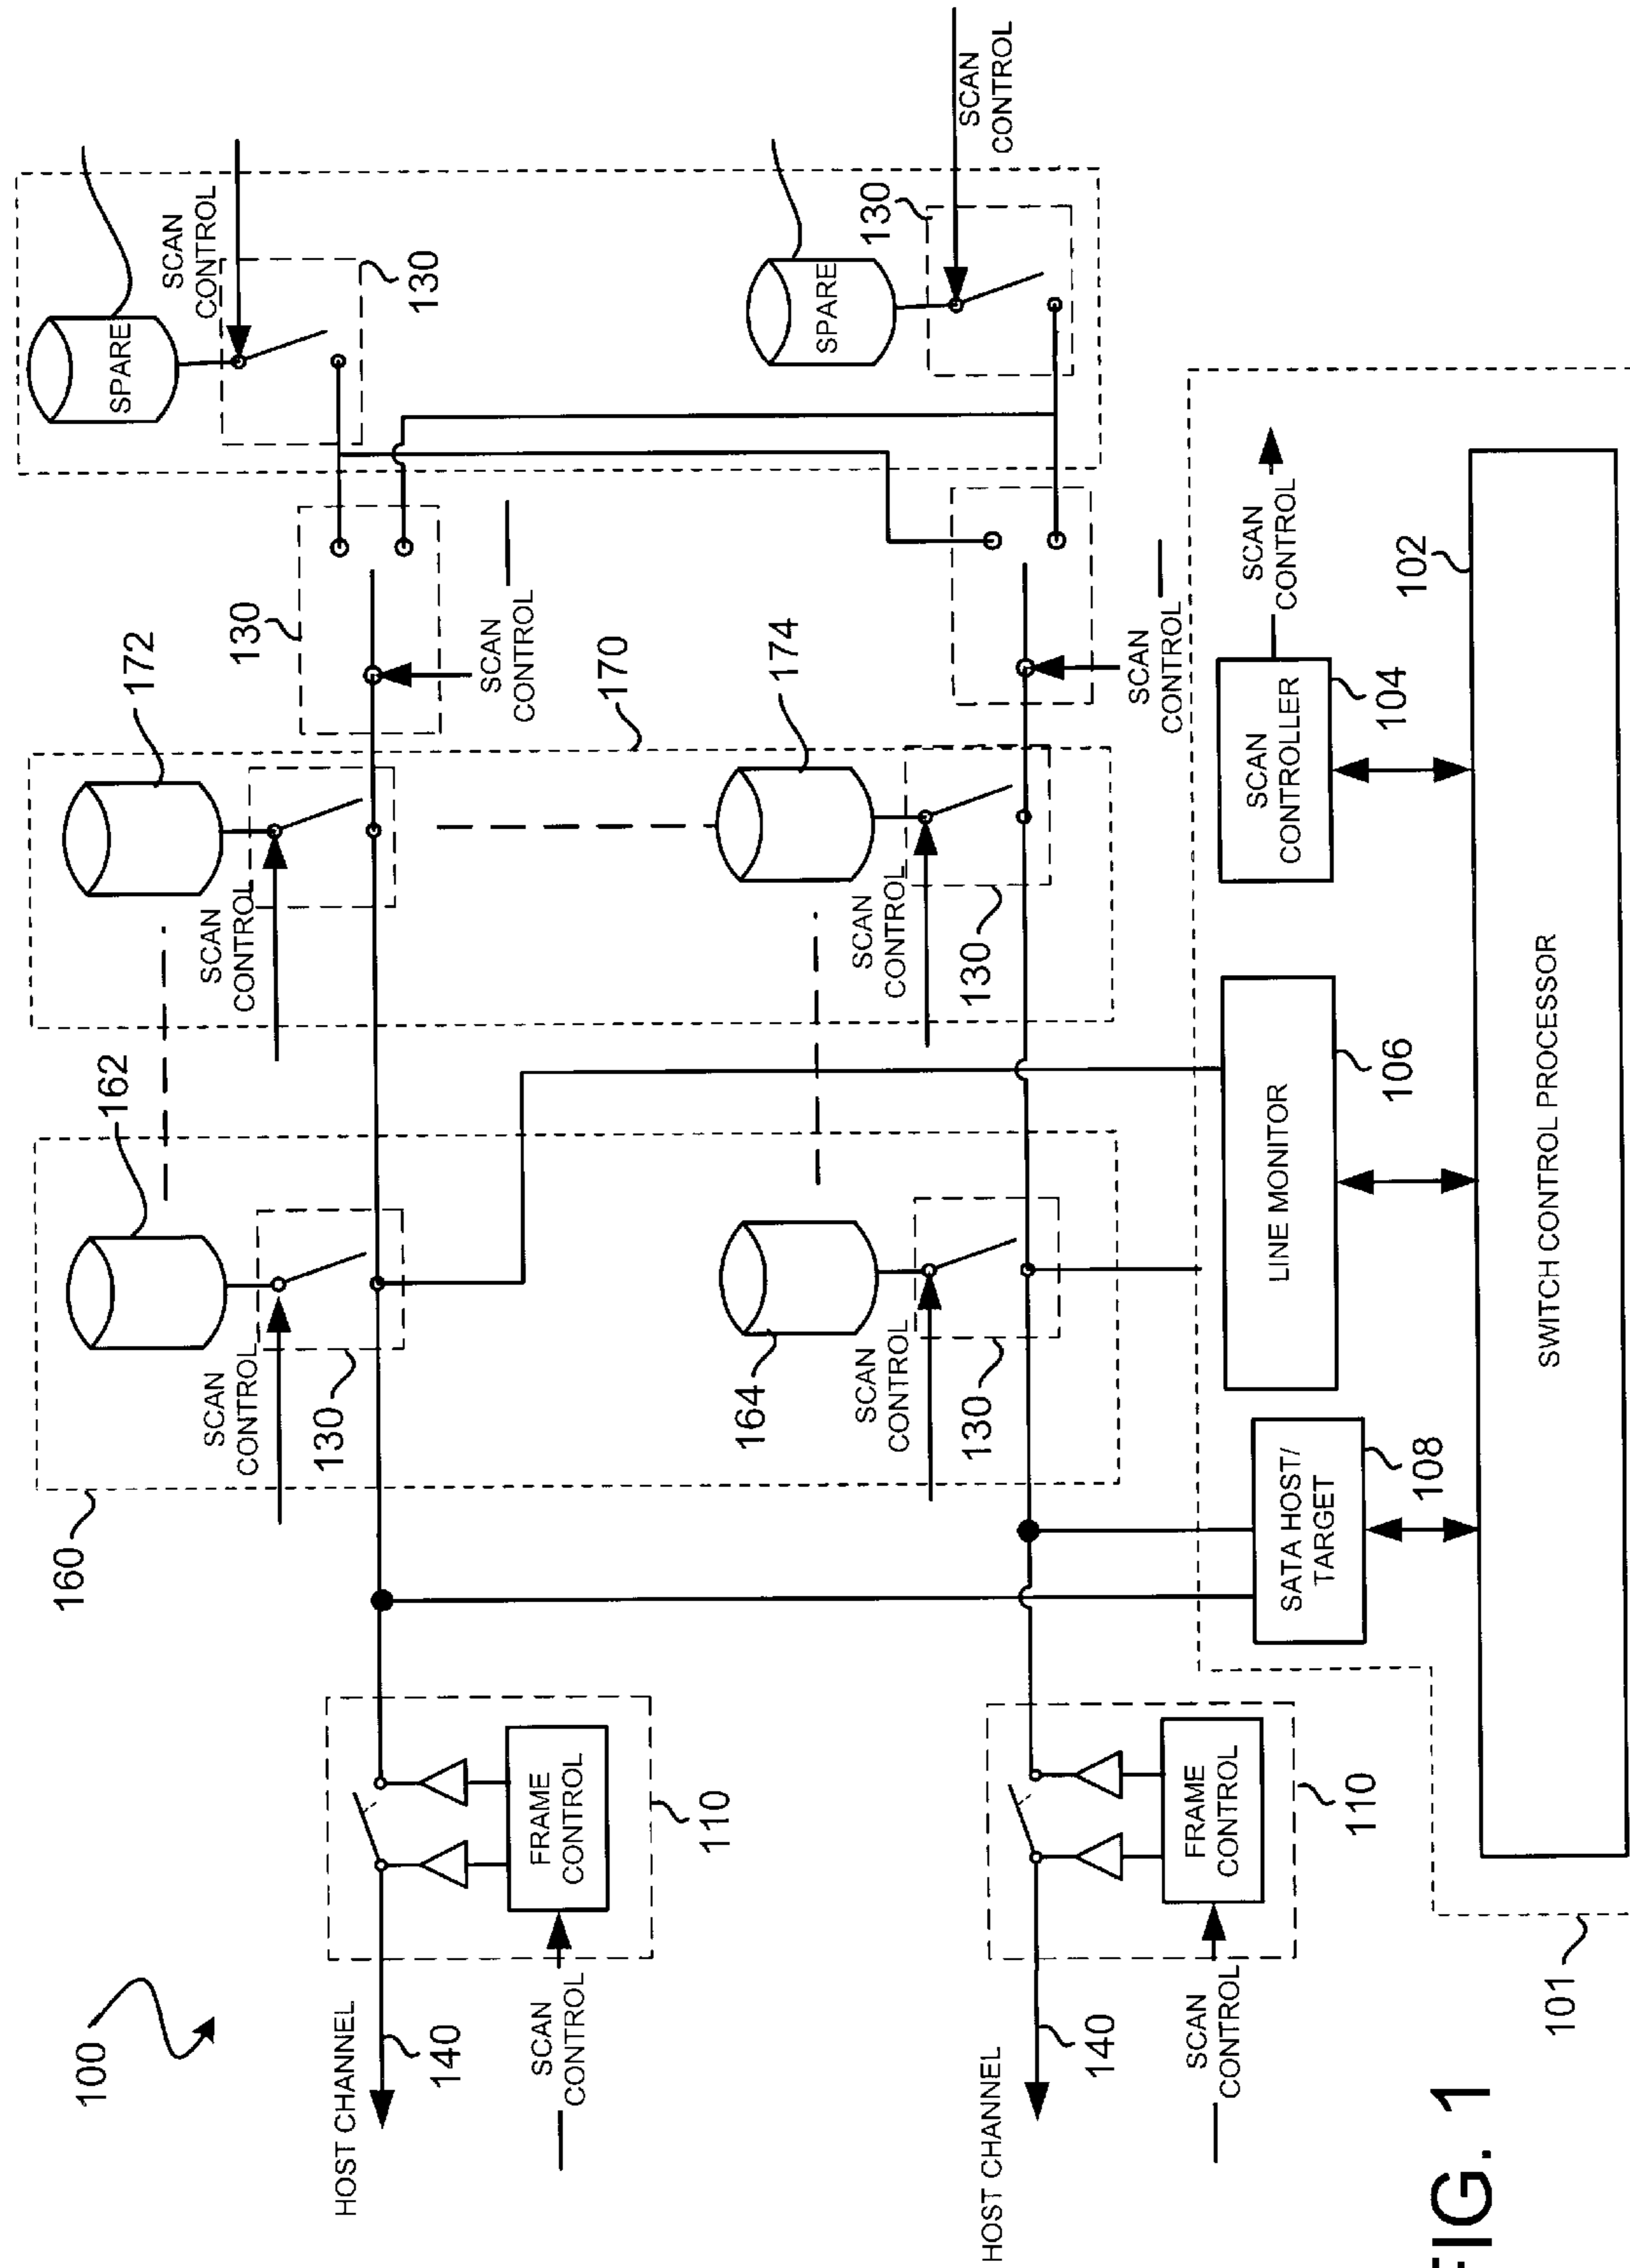 100
160
162
172
SPARE
SCAN
CONTROL
SCAN
CONTROL
SCAN
CONTROL
130
130
130
HOST CHANNEL
140
SCAN
CONTROL
FRAME
CONTROL
SCAN
CONTROL
170
110
164
174
SPARE
SCAN
CONTROL
SCAN
CONTROL
130
SCAN
CONTROL
130
130
HOST CHANNEL
140
SCAN
CONTROL
SCAN
CONTROL
FRAME
CONTROL
110
SATA HOST/
TARGET
108
LINE MONITOR
106
SCAN
CONTROLLER
104
SCAN
CONTROL
102
SWITCH CONTROL PROCESSOR
101
FIG. 1